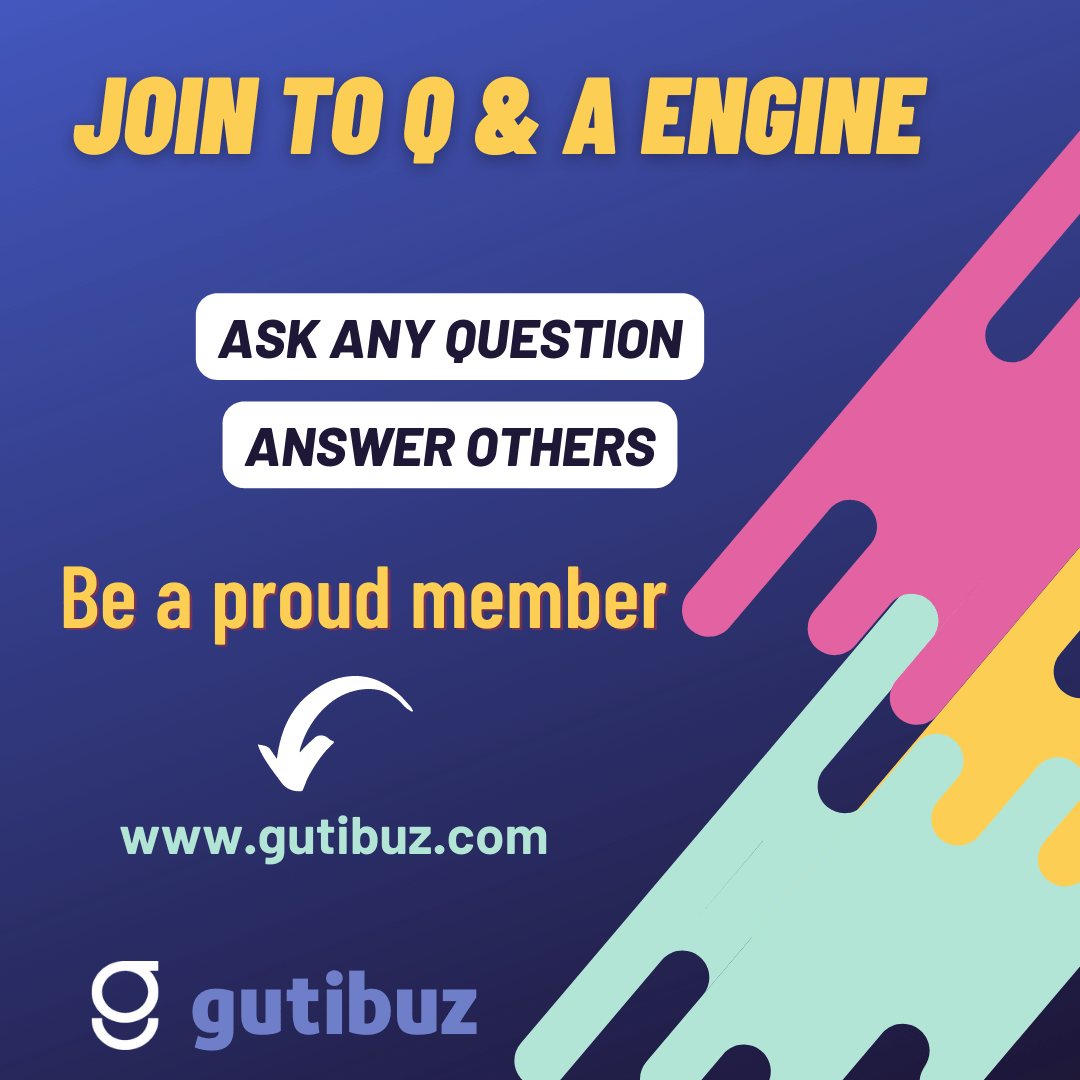 JOIN TO Q & A ENGINE
ASK ANY QUESTION
ANSWER OTHERS
Be a proud member
www.gutibuz.com
g gutibuz